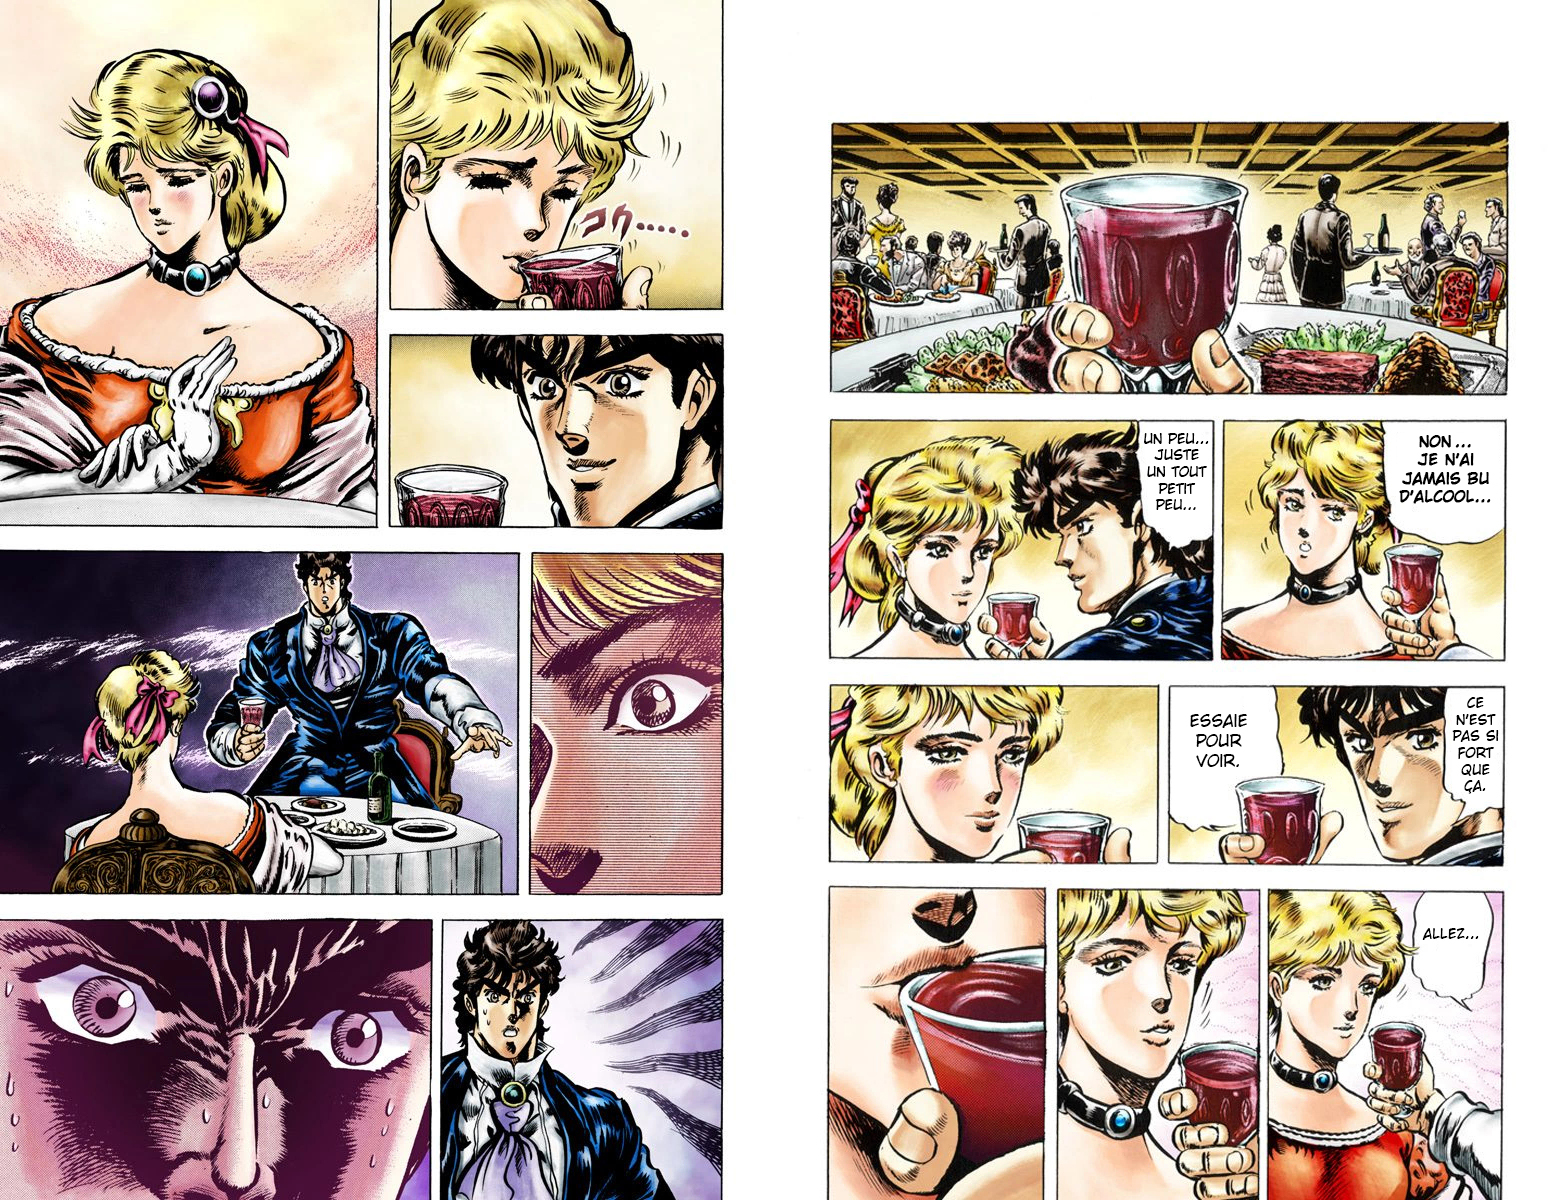 UN PEU...
JUSTE
UN TOUT
PETIT
PEU...
NON...
JE N'AI
JAMAIS BU
D'ALCOOL...
ESSAIE
POUR
VOIR.
CE
N'EST
PAS SI
FORT
QUE
ÇA.
ALLEZ...
コク.....